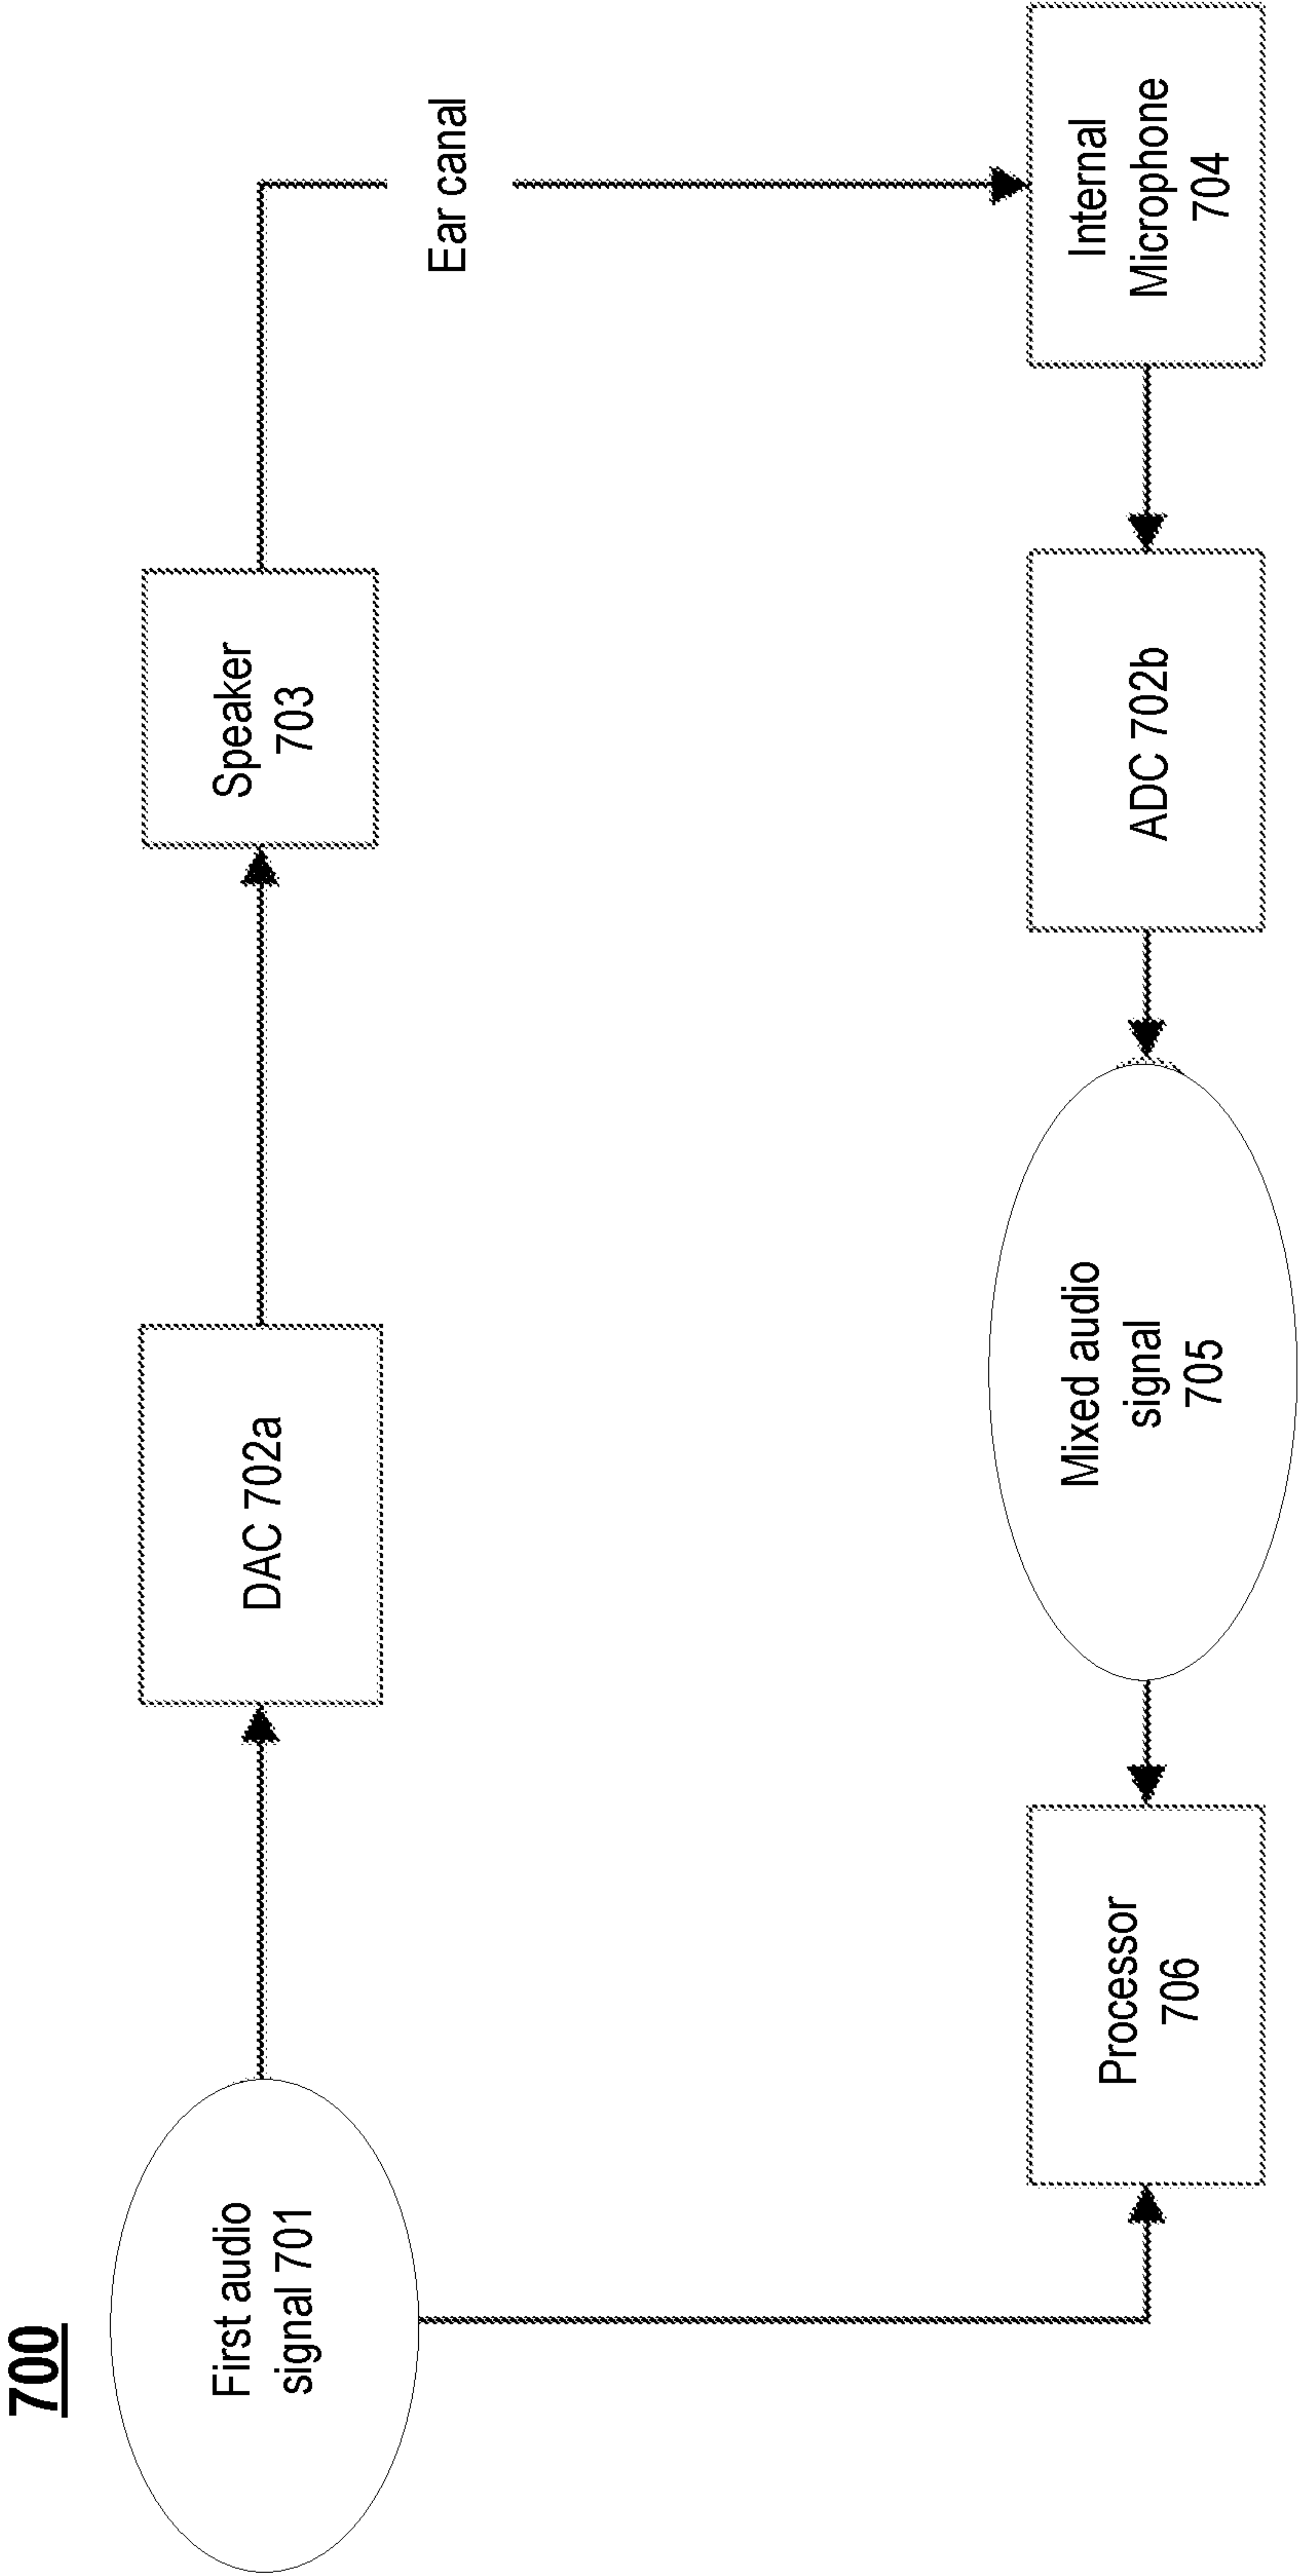 700
First audio
signal 701
DAC 702a
Speaker
703
Ear canal
Internal
Microphone
704
ADC 702b
Mixed audio
signal
705
Processor
706